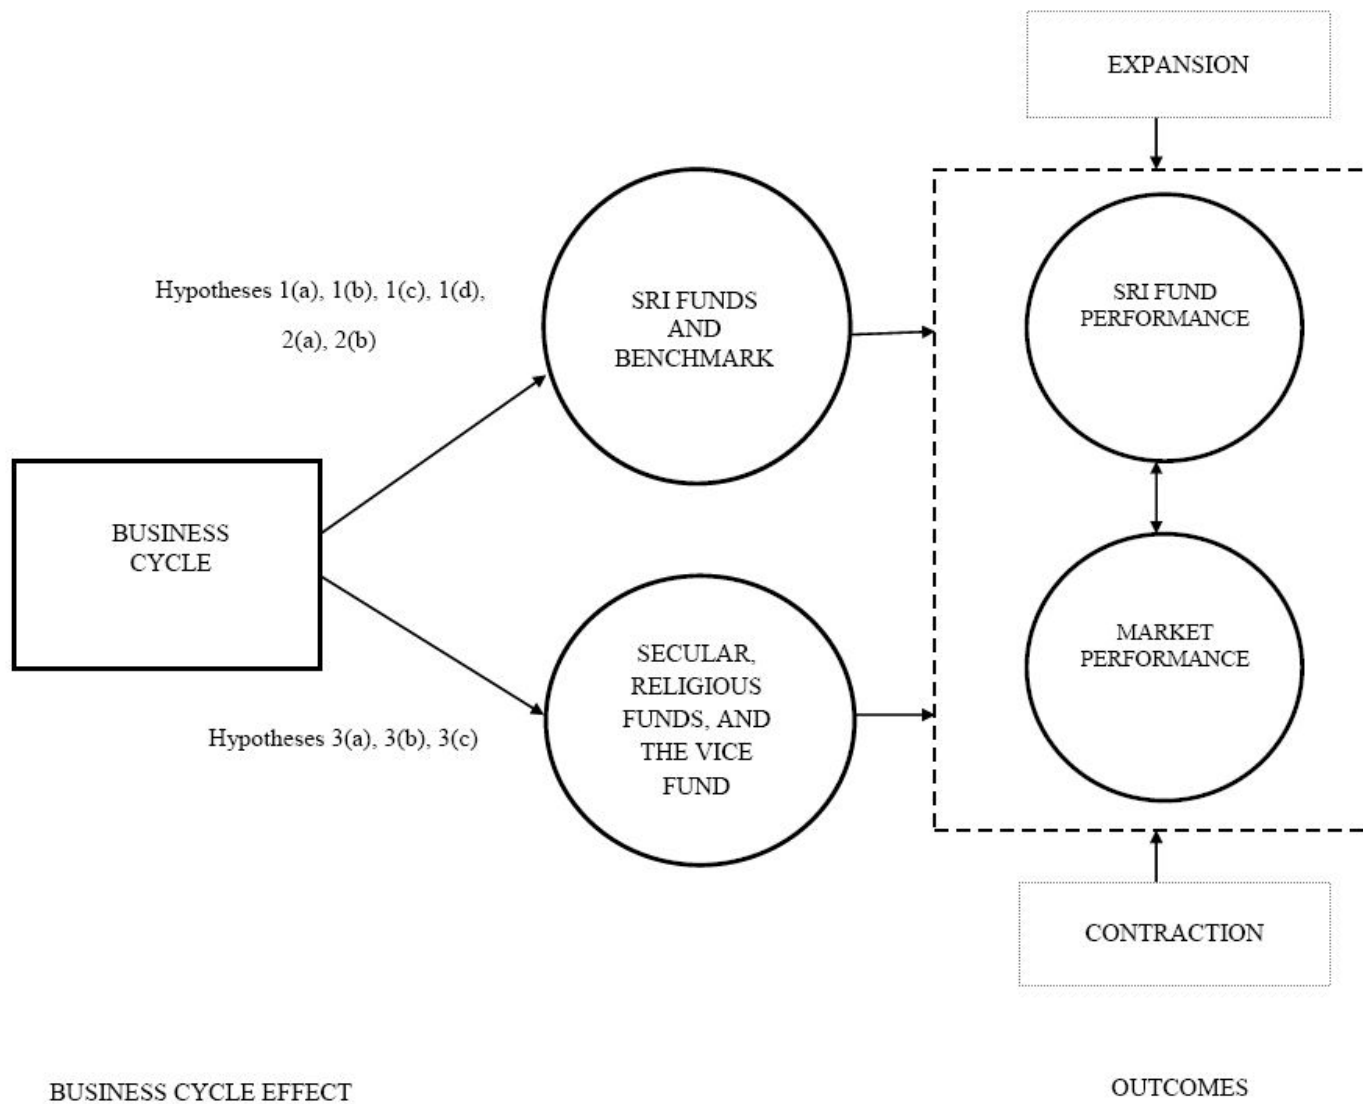 EXPANSION
Hypotheses 1(a), 1(b), 1(c), 1(d),
2(a), 2(b)
SRI FUNDS
AND
BENCHMARK
SRI FUND
PERFORMANCE
BUSINESS
CYCLE
MARKET
PERFORMANCE
SECULAR,
RELIGIOUS
FUNDS, AND
THE VICE
FUND
Hypotheses 3(a), 3(b), 3(c)
CONTRACTION
BUSINESS CYCLE EFFECT
OUTCOMES